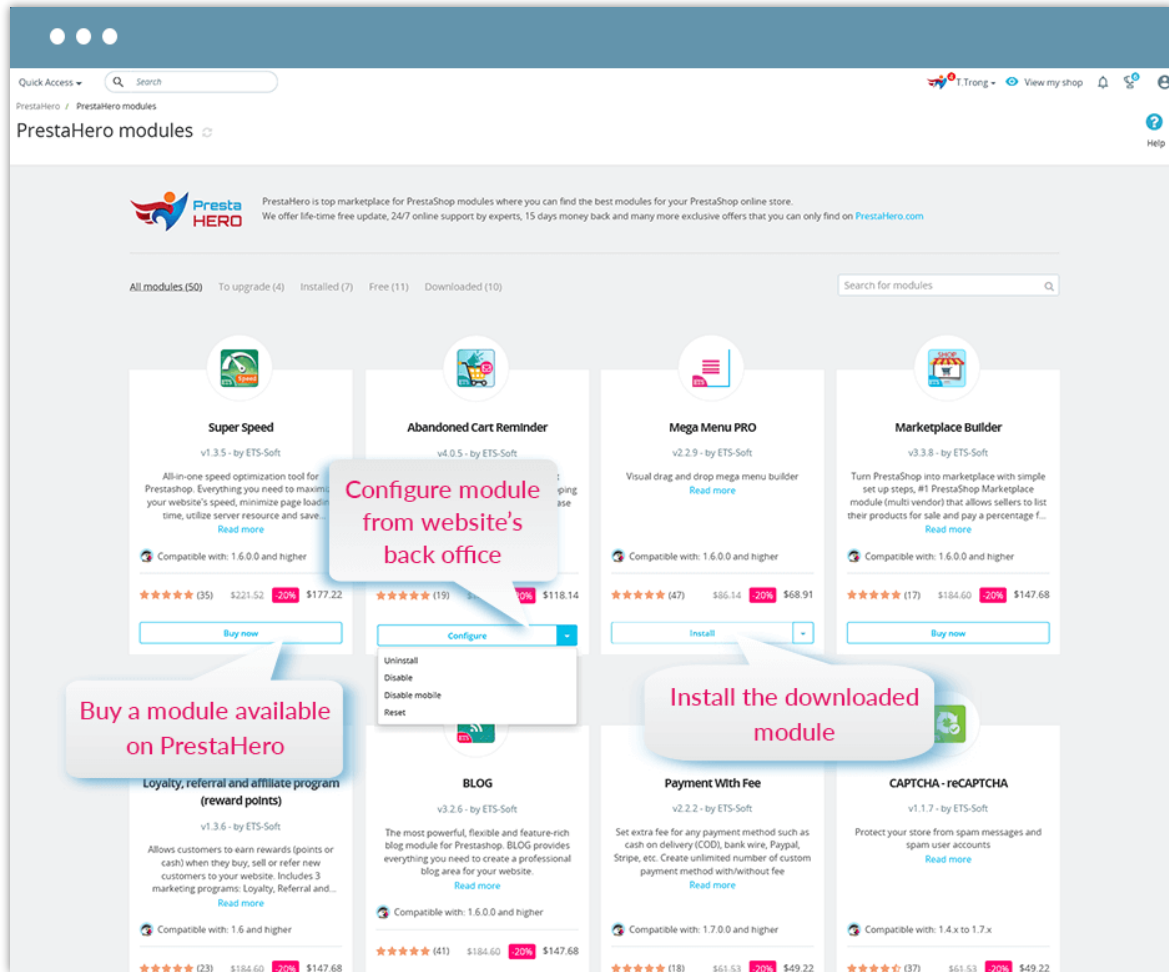 Quick Access
Search
4
T.Trong
View my shop
0
PrestaHero / PrestaHero modules
PrestaHero modules
Help
Presta
HERO
PrestaHero is top marketplace for PrestaShop modules where you can find the best modules for your PrestaShop online store.
We offer life-time free update, 24/7 online support by experts, 15 days money back and many more exclusive offers that you can only find on PrestaHero.com
All modules (50) To upgrade (4) Installed (7) Free (11) Downloaded (10)
Search for modules
Speed
Super Speed
v1.3.5 - by ETS-Soft
All-in-one speed optimization tool for
Prestashop. Everything you need to maximi
your website's speed, minimize page loadin
time, utilize server resource and save...
Read more
Compatible with: 1.6.0.0 and higher
(35) $221.52 -20% $177.22
Buy now
Abandoned Cart Reminder
v4.0.5 - by ETS-Soft
$118.14
Configure
Uninstall
Disable
Disable mobile
Reset
Mega Menu PRO
v2.2.9 - by ETS-Soft
Visual drag and drop mega menu builder
Read more
Compatible with: 1.6.0.0 and higher
(47) $86.14 -20% $68.91
Install
SHOP
Marketplace Builder
v3.3.8 - by ETS-Soft
Turn PrestaShop into marketplace with simple
set up steps, #1 PrestaShop Marketplace
module (multi vendor) that allows sellers to list
their products for sale and pay a percentage f...
Read more
Compatible with: 1.6.0.0 and higher
(17) $184.60 -20% $147.68
Buy now
Configure module
from website's
back office
(19)
Buy a module available
on PrestaHero
Install the downloaded
module
Loyalty, referral and affiliate program
(reward points)
v1.3.6 - by ETS-Soft
Allows customers to earn rewards (points or
cash) when they buy, sell or refer new
customers to your website. Includes 3
marketing programs: Loyalty, Referral and...
Read more
Compatible with: 1.6 and higher
(23) $184.60 -20% $147.68
BLOG
v3.2.6 - by ETS-Soft
The most powerful, flexible and feature-rich
blog module for Prestashop. BLOG provides
everything you need to create a professional
blog area for your website.
Read more
Compatible with: 1.6.0.0 and higher
(41) $184.60 -20% $147.68
Payment With Fee
v2.2.2 - by ETS-Soft
Set extra fee for any payment method such as
cash on delivery (COD), bank wire, Paypal,
Stripe, etc. Create unlimited number of custom
payment method with/without fee
Read more
Compatible with: 1.7.0.0 and higher
(18) $61.53 -20% $49.22
CAPTCHA - reCAPTCHA
v1.1.7 - by ETS-Soft
Protect your store from spam messages and
spam user accounts
Read more
Compatible with: 1.4.x to 1.7.x
(37) $61.53 -20% $49.22